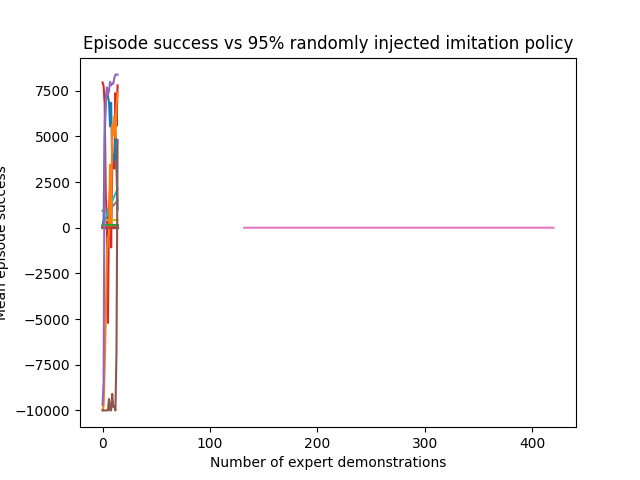 Episode success vs 95% randomly injected imitation policy
Mean episode success
7500
5000
2500
0
−2500
−5000
−7500
−10000
0 100 200 300 400
Number of expert demonstrations